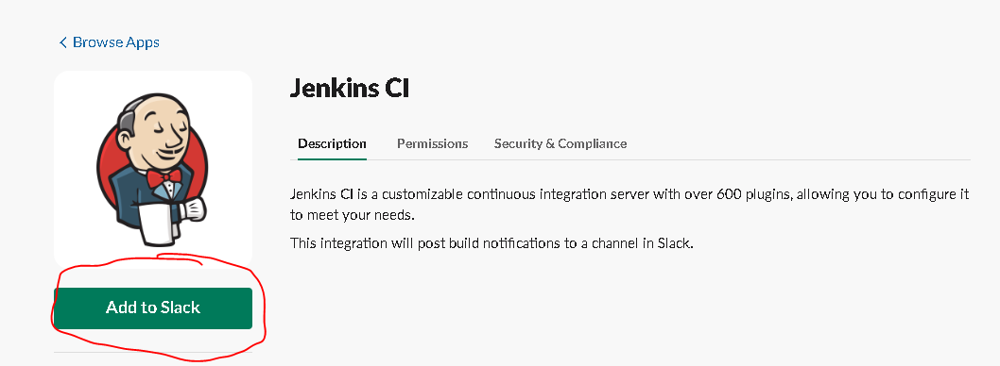 Browse Apps
Jenkins CI
Description Permissions Security & Compliance
Jenkins CI is a customizable continuous integration server with over 600 plugins, allowing you to configure it
to meet your needs.
This integration will post build notifications to a channel in Slack.
Add to Slack